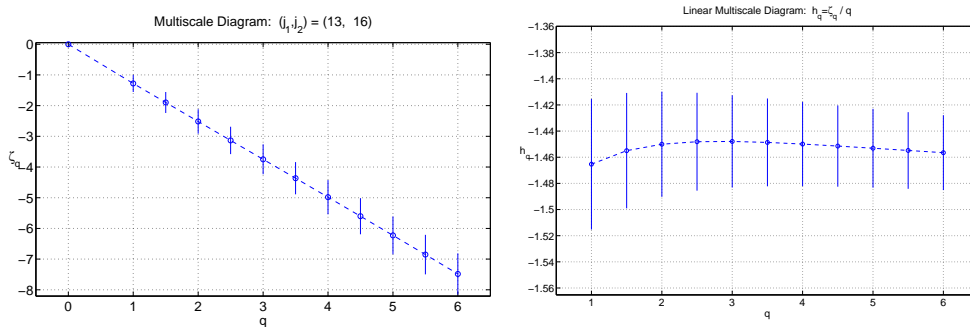 Multiscale Diagram: (j₁,j₂) = (13, 16)
0
−1
−2
−3
−4
−5
−6
−7
−8
ζq
0 1 2 3 4 5 6
q
Linear Multiscale Diagram: hq=ζq / q
−1.36
−1.38
−1.4
−1.42
−1.44
−1.46
−1.48
−1.5
−1.52
−1.54
−1.56
hq
1 2 3 4 5 6
q